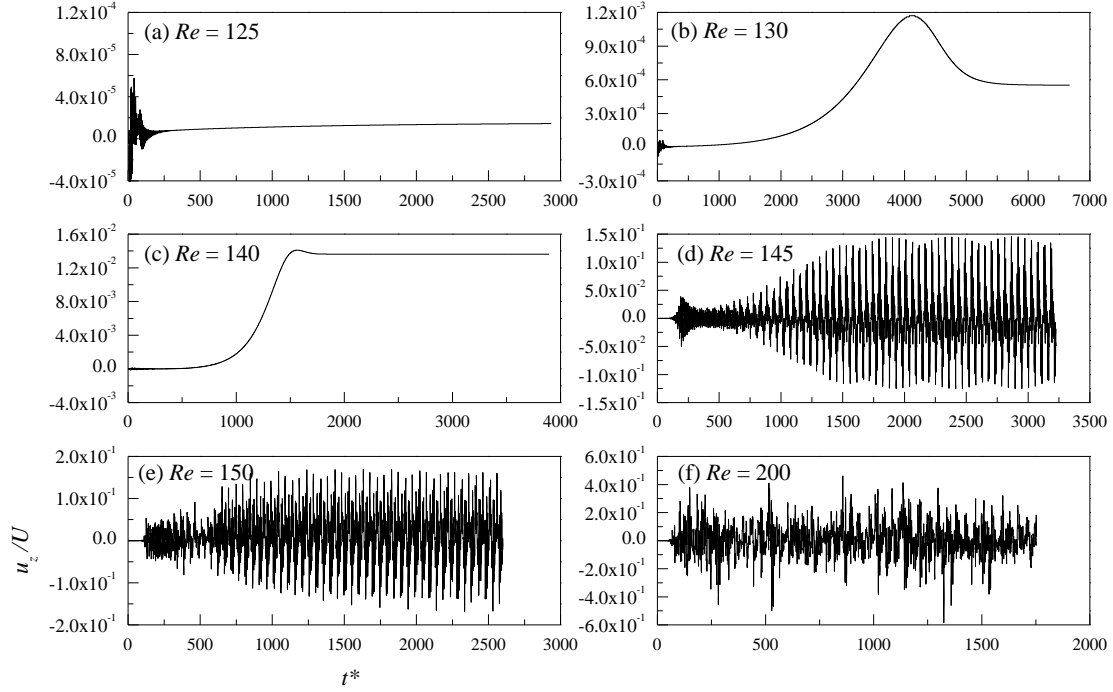 (a) Re = 125
1.2x10⁻⁴
8.0x10⁻⁵
4.0x10⁻⁵
0.0
-4.0x10⁻⁵
0 500 1000 1500 2000 2500 3000
(b) Re = 130
1.2x10⁻³
9.0x10⁻⁴
6.0x10⁻⁴
3.0x10⁻⁴
0.0
-3.0x10⁻⁴
0 1000 2000 3000 4000 5000 6000 7000
(c) Re = 140
1.6x10⁻²
1.2x10⁻²
8.0x10⁻³
4.0x10⁻³
0.0
-4.0x10⁻³
0 1000 2000 3000 4000
(d) Re = 145
1.5x10⁻¹
1.0x10⁻¹
5.0x10⁻²
0.0
-5.0x10⁻²
-1.0x10⁻¹
-1.5x10⁻¹
0 500 1000 1500 2000 2500 3000 3500
(e) Re = 150
2.0x10⁻¹
1.0x10⁻¹
0.0
-1.0x10⁻¹
-2.0x10⁻¹
0 500 1000 1500 2000 2500 3000
(f) Re = 200
6.0x10⁻¹
4.0x10⁻¹
2.0x10⁻¹
0.0
-2.0x10⁻¹
-4.0x10⁻¹
-6.0x10⁻¹
0 500 1000 1500 2000
u_z/U
t*